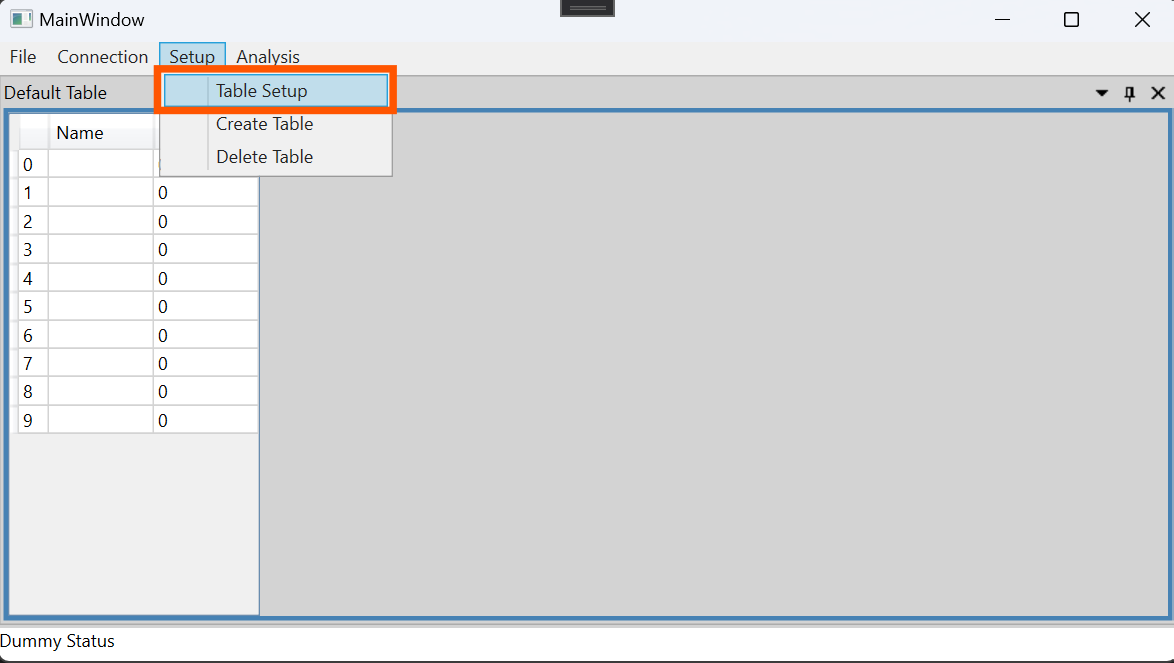 MainWindow
File Connection Setup Analysis
Default Table
Table Setup
Create Table
Delete Table
Name
0
1 0
2 0
3 0
4 0
5 0
6 0
7 0
8 0
9 0
Dummy Status